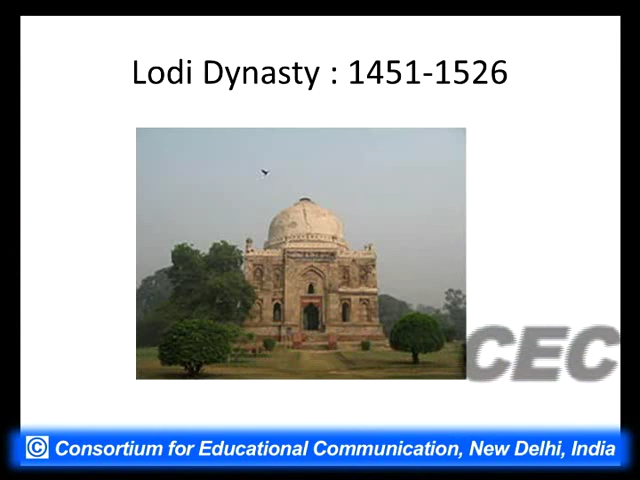 Lodi Dynasty : 1451-1526
CEC
© Consortium for Educational Communication, New Delhi, India